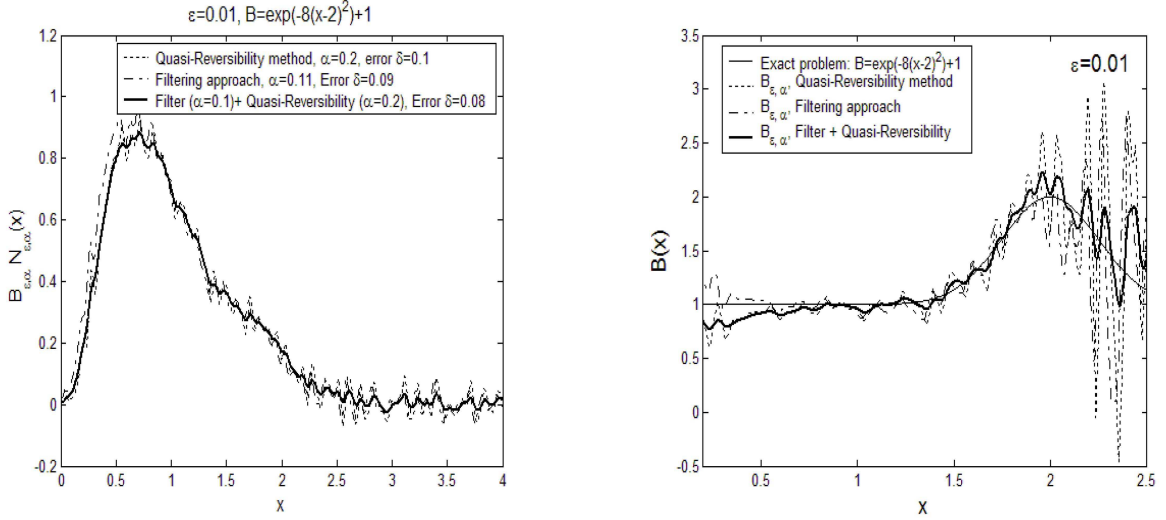 ε=0.01, B=exp(-8(x-2)²)+1
Quasi-Reversibility method, α=0.2, error δ=0.1
Filtering approach, α=0.11, Error δ=0.09
Filter (α=0.1)+ Quasi-Reversibility (α=0.2), Error δ=0.08
B_{ε,α} N_{ε,α}(x)
1.2
1
0.8
0.6
0.4
0.2
0
-0.2
0 0.5 1 1.5 2 2.5 3 3.5 4
x
Exact problem: B=exp(-8(x-2)²)+1
B_{ε, α}, Quasi-Reversibility method
B_{ε, α}, Filtering approach
B_{ε, α}, Filter + Quasi-Reversibility
ε=0.01
B(x)
3.5
3
2.5
2
1.5
1
0.5
0
-0.5
0.5 1 1.5 2 2.5
x